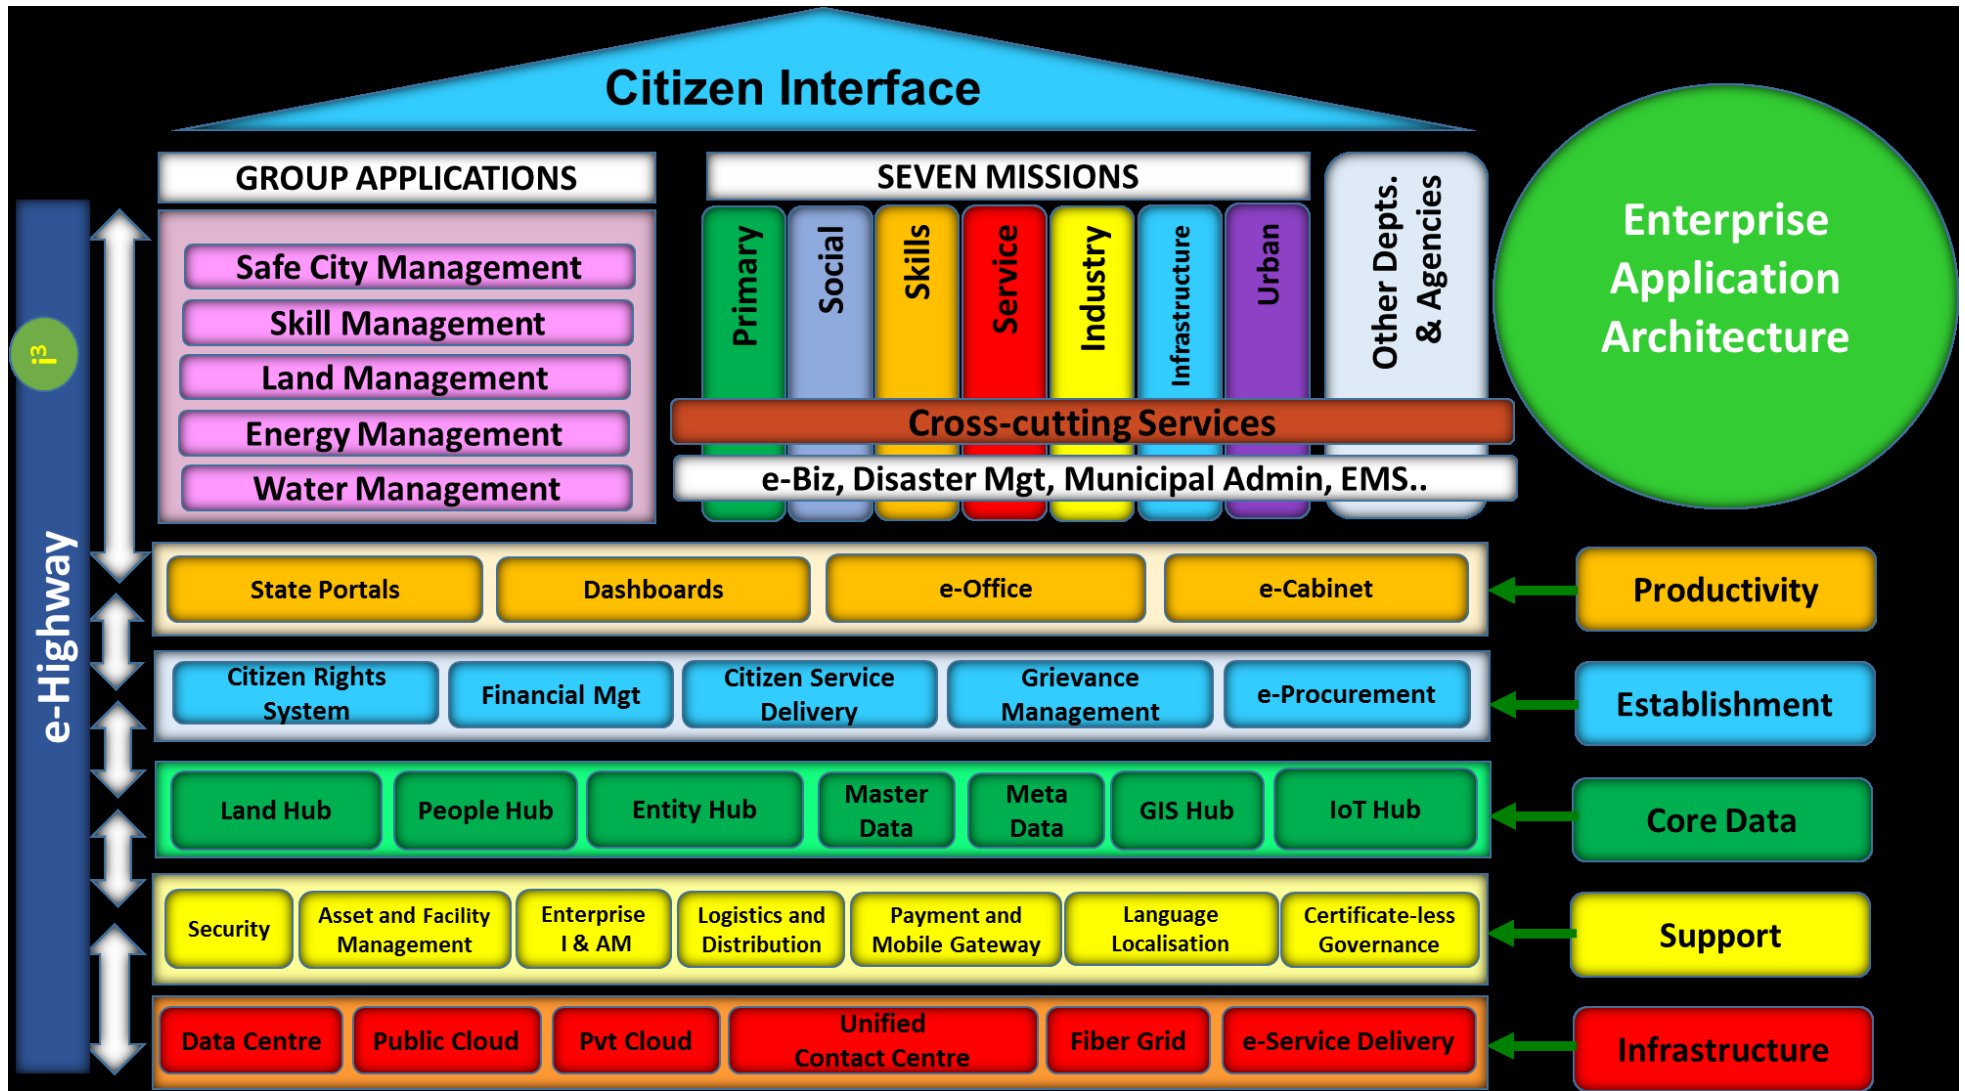 Citizen Interface
GROUP APPLICATIONS
Safe City Management
Skill Management
Land Management
Energy Management
Water Management
SEVEN MISSIONS
Primary
Social
Skills
Service
Industry
Infrastructure
Urban
Other Depts.
& Agencies
Cross-cutting Services
e-Biz, Disaster Mgt, Municipal Admin, EMS..
Enterprise
Application
Architecture
i³
e-Highway
State Portals
Dashboards
e-Office
e-Cabinet
Productivity
Citizen Rights
System
Financial Mgt
Citizen Service
Delivery
Grievance
Management
e-Procurement
Establishment
Land Hub
People Hub
Entity Hub
Master
Data
Meta
Data
GIS Hub
IoT Hub
Core Data
Security
Asset and Facility
Management
Enterprise
I & AM
Logistics and
Distribution
Payment and
Mobile Gateway
Language
Localisation
Certificate-less
Governance
Support
Data Centre
Public Cloud
Pvt Cloud
Unified
Contact Centre
Fiber Grid
e-Service Delivery
Infrastructure